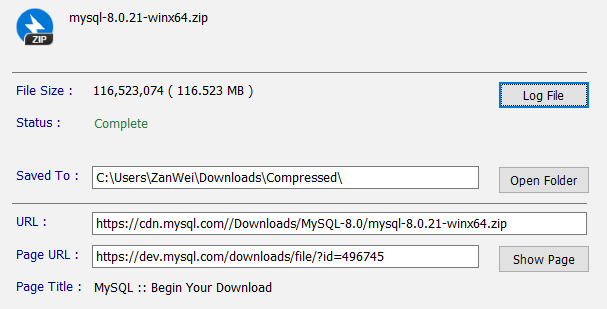 mysql-8.0.21-winx64.zip
ZIP
File Size : 116,523,074 ( 116.523 MB )
Log File
Status : Complete
Saved To : C:\Users\ZanWei\Downloads\Compressed\
Open Folder
URL : https://cdn.mysql.com//Downloads/MySQL-8.0/mysql-8.0.21-winx64.zip
Page URL : https://dev.mysql.com/downloads/file/?id=496745
Show Page
Page Title : MySQL :: Begin Your Download